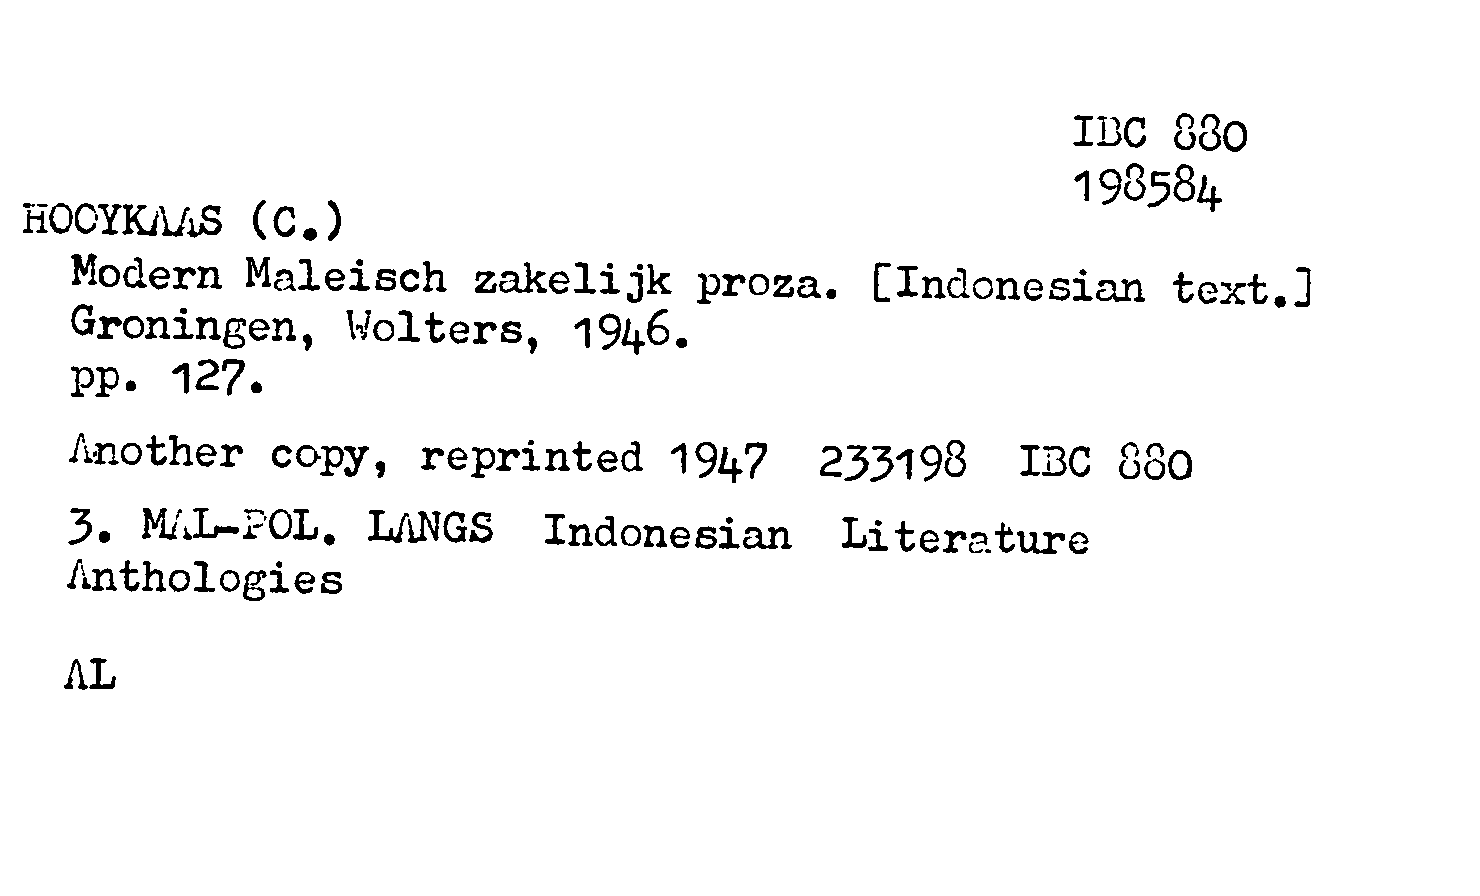 IBC 880
198584
HOOYKAAS (C.)
Modern Maleisch zakelijk proza. [Indonesian text.]
Groningen, Wolters, 1946.
pp. 127.
Another copy, reprinted 1947 233198 IBC 880
3. MAL-POL. LANGS Indonesian Literature
Anthologies
AL